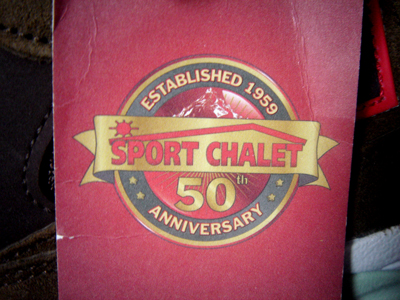 ESTABLISHED 1959
SPORT CHALET
50th
ANNIVERSARY